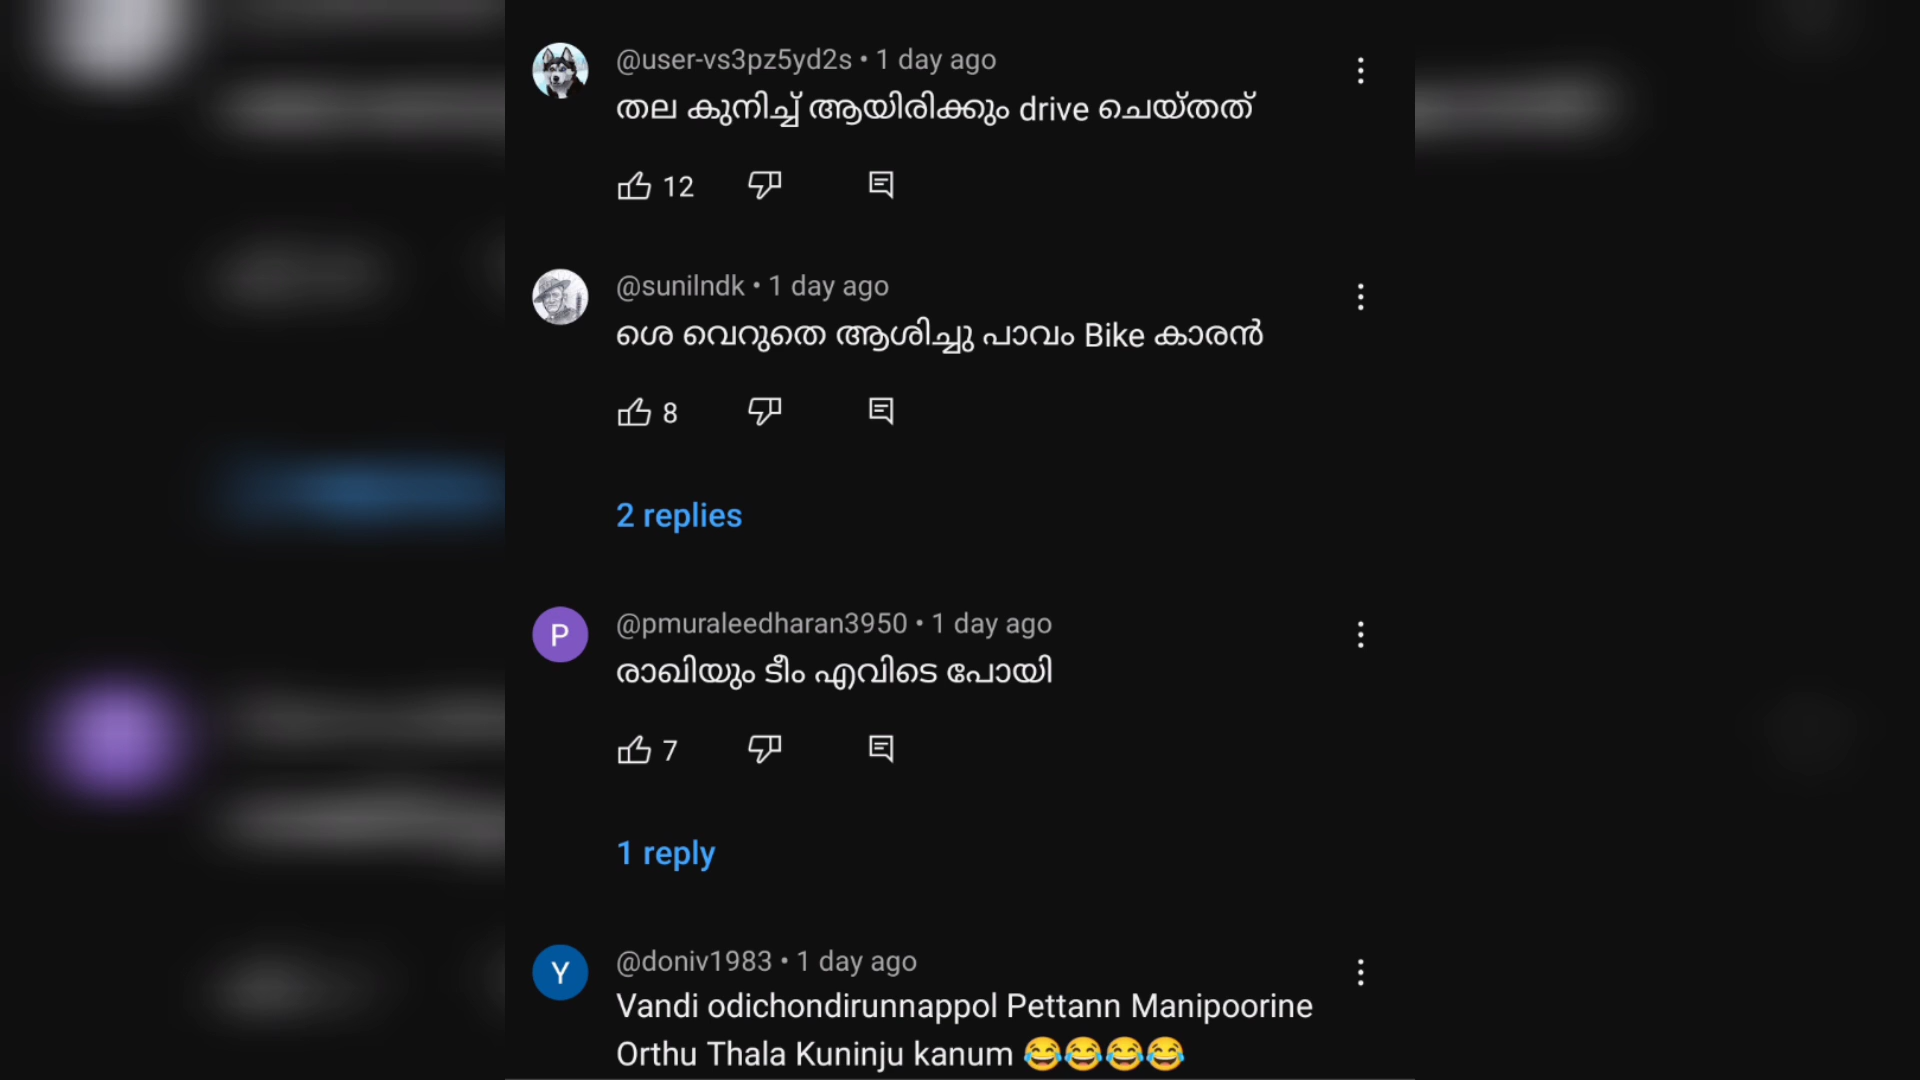 @user-vs3pz5yd2s • 1 day ago
തല കുനിച്ച് ആയിരിക്കും drive ചെയ്തത്
12
@sunilndk • 1 day ago
ശെ വെറുതെ ആശിച്ചു പാവം Bike കാരൻ
8
2 replies
P
@pmuraleedharan3950 • 1 day ago
രാഖിയും ടീം എവിടെ പോയി
7
1 reply
Y
@doniv1983 • 1 day ago
Vandi odichondirunnappol Pettann Manipoorine
Orthu Thala Kuninju kanum 😂😂😂😂